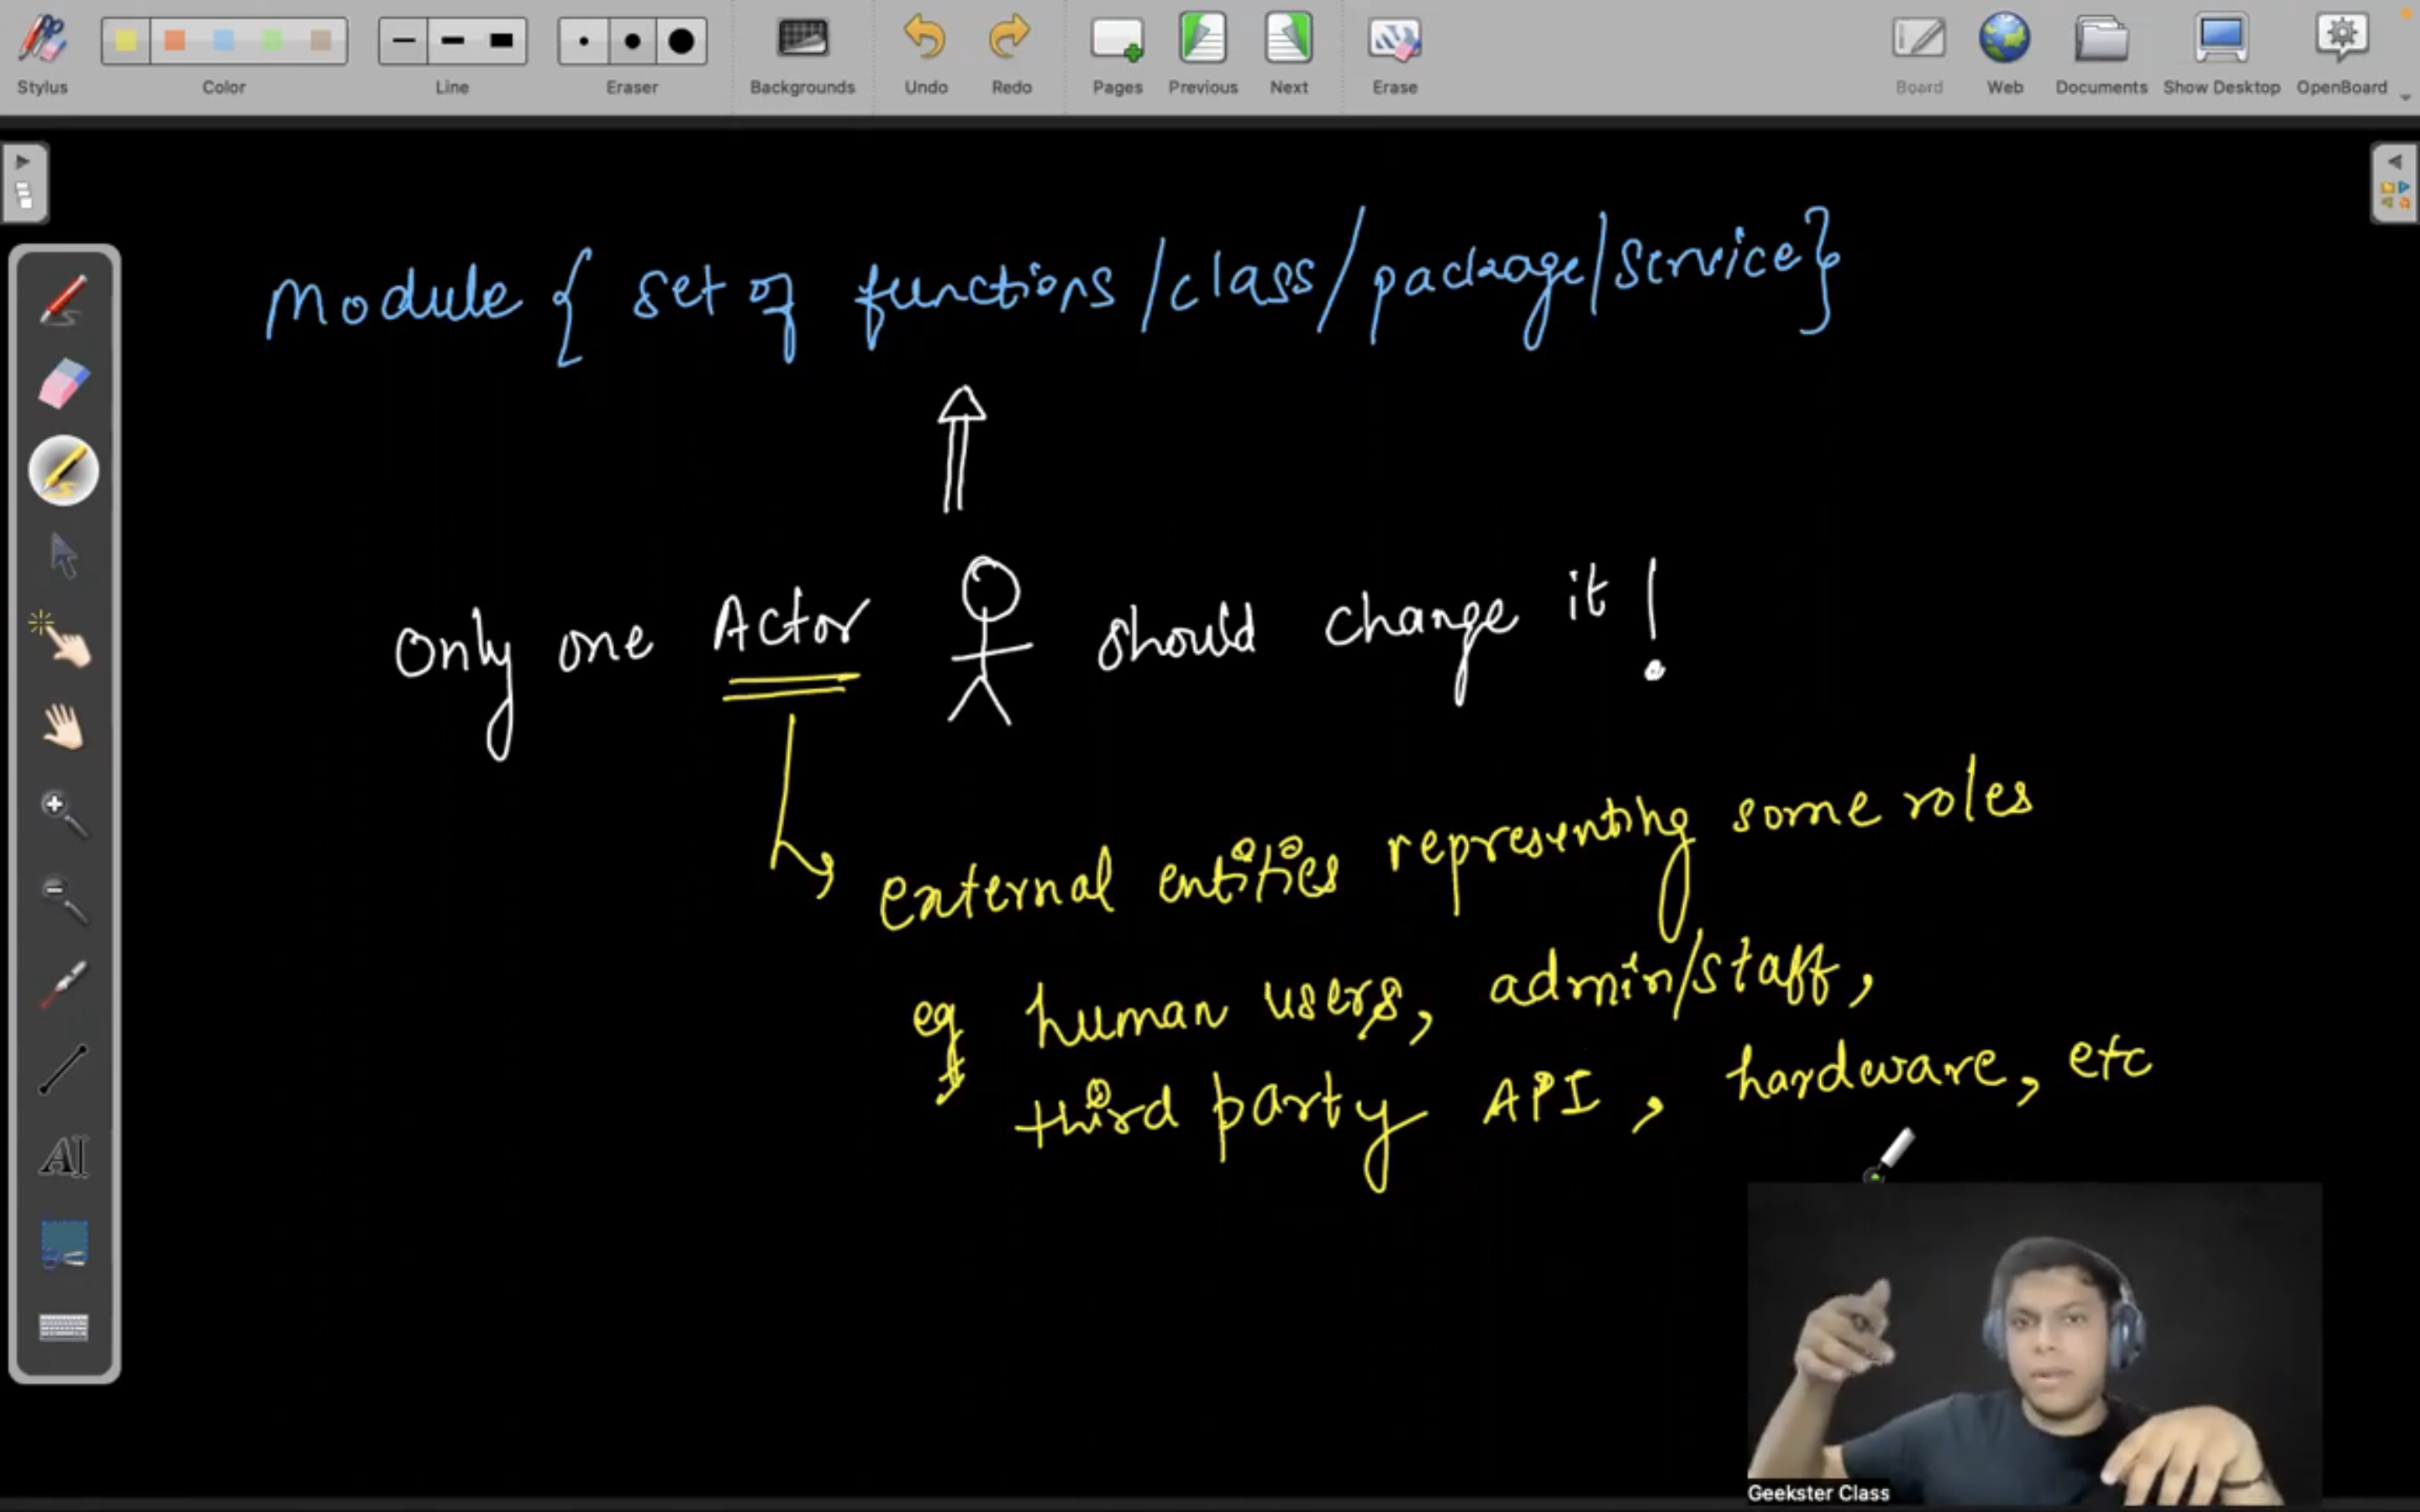 Stylus Color Line Eraser Backgrounds Undo Redo Pages Previous Next Erase Board Web Documents Show Desktop OpenBoard
Module { set of functions/class/package/service}
Only one Actor should change it!
external entities representing some roles
eg human users, admin/staff,
third party API, hardware, etc
AI
Geekster Class